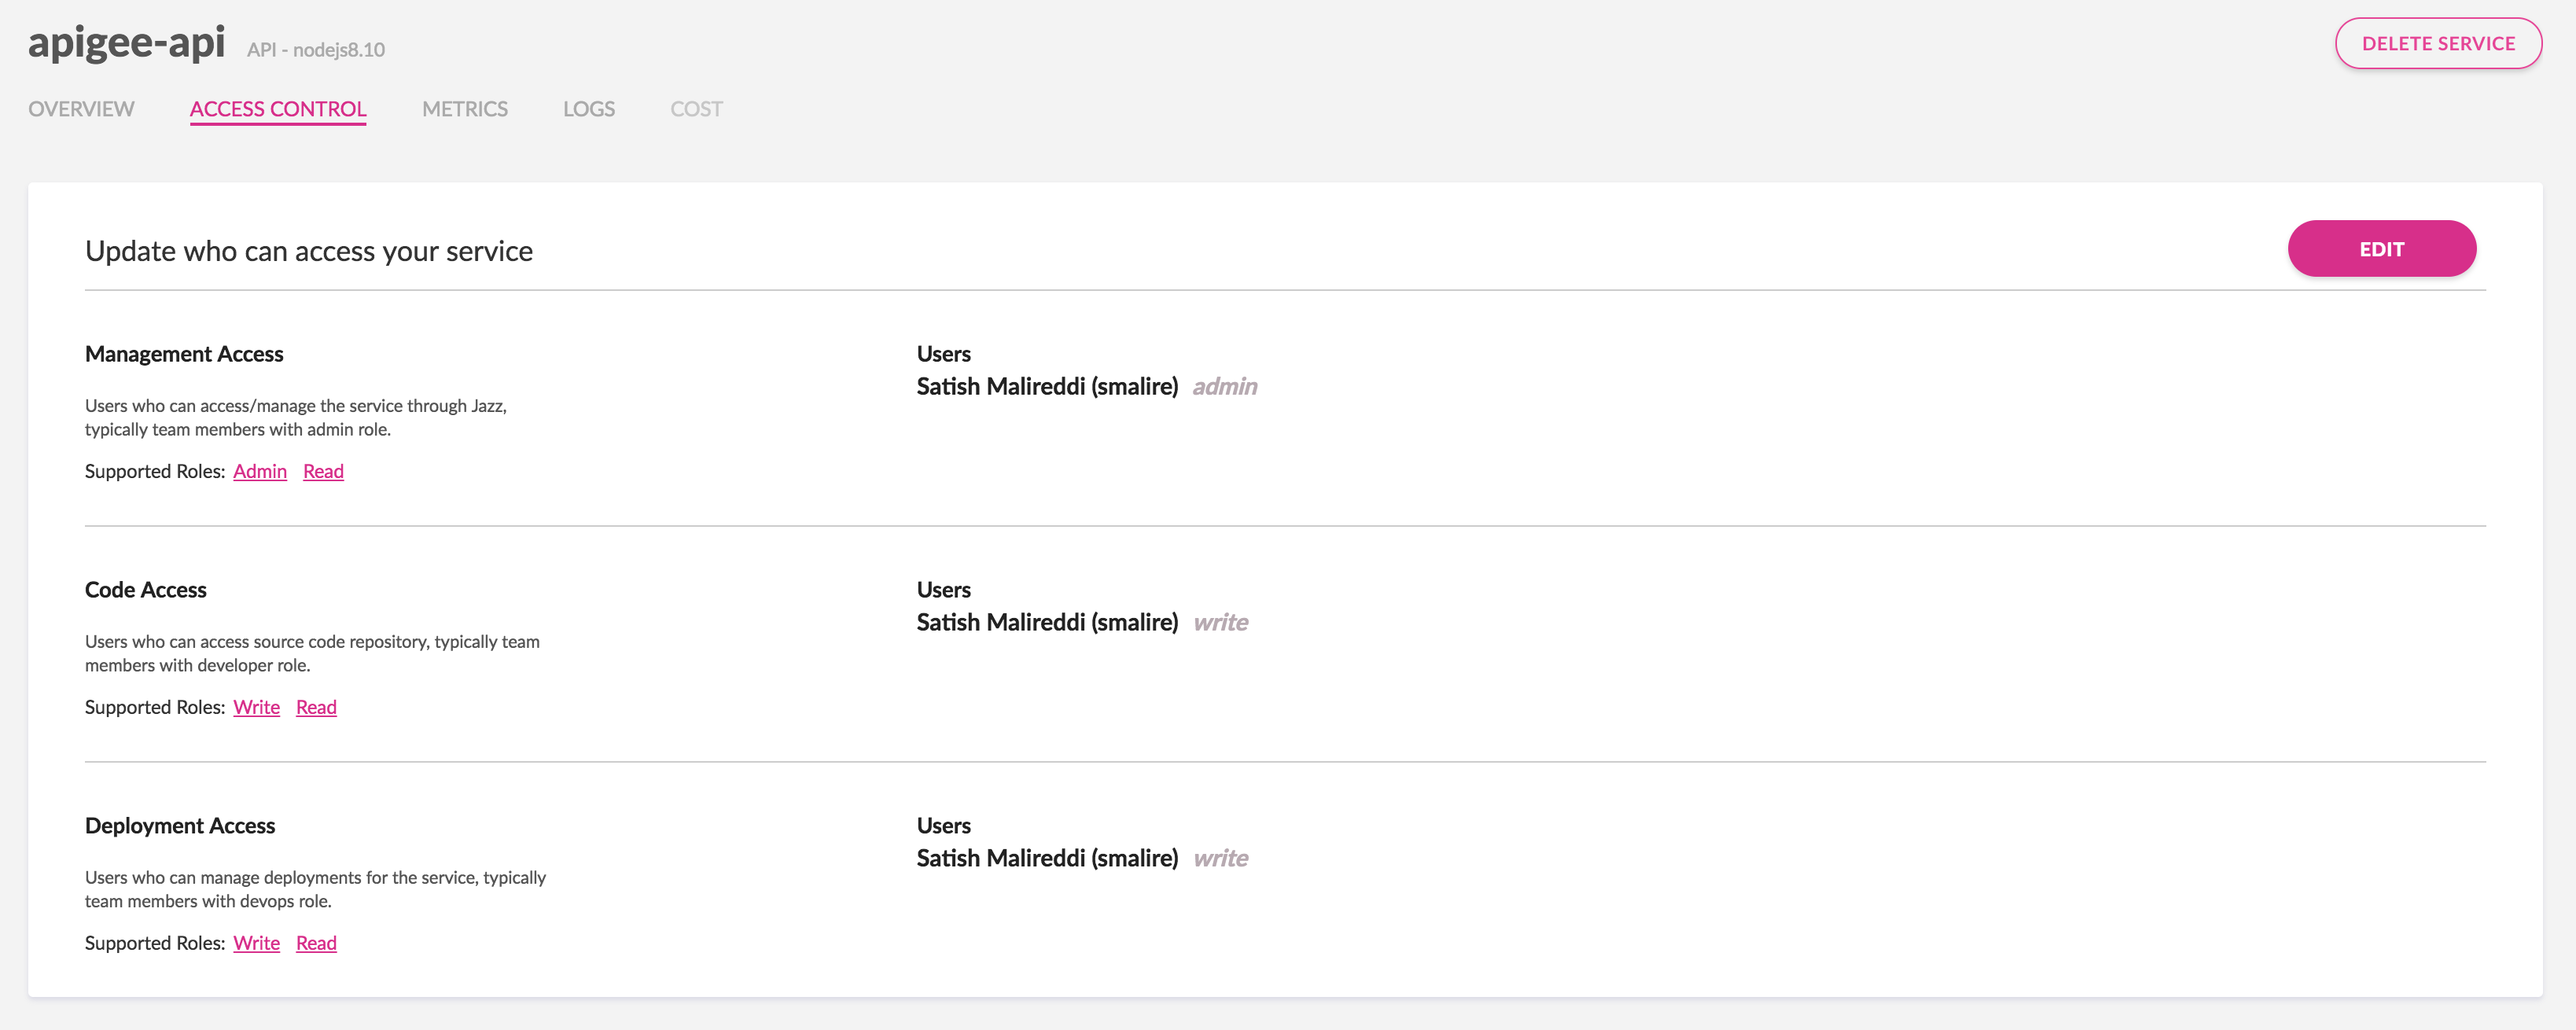 apigee-api API - nodejs8.10
DELETE SERVICE
OVERVIEW ACCESS CONTROL METRICS LOGS COST
Update who can access your service
EDIT
Management Access
Users who can access/manage the service through Jazz,
typically team members with admin role.
Supported Roles: Admin Read
Users
Satish Malireddi (smalire) admin
Code Access
Users who can access source code repository, typically team
members with developer role.
Supported Roles: Write Read
Users
Satish Malireddi (smalire) write
Deployment Access
Users who can manage deployments for the service, typically
team members with devops role.
Supported Roles: Write Read
Users
Satish Malireddi (smalire) write